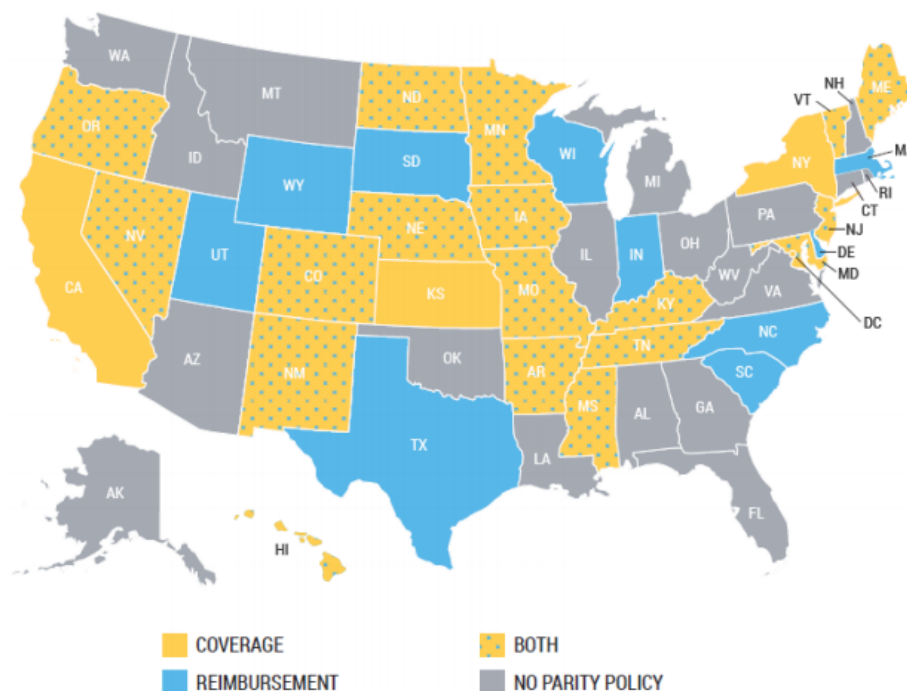 WA
MT
ND
MN
OR
ID
SD
WY
WI
MI
NH
VT
ME
NY
M
RI
CT
NV
UT
CO
NE
IA
IL
IN
OH
PA
NJ
DE
MD
DC
WV
VA
CA
KS
MO
KY
NC
AZ
NM
OK
AR
TN
SC
TX
LA
MS
AL
GA
FL
AK
HI
COVERAGE
BOTH
REIMBURSEMENT
NO PARITY POLICY